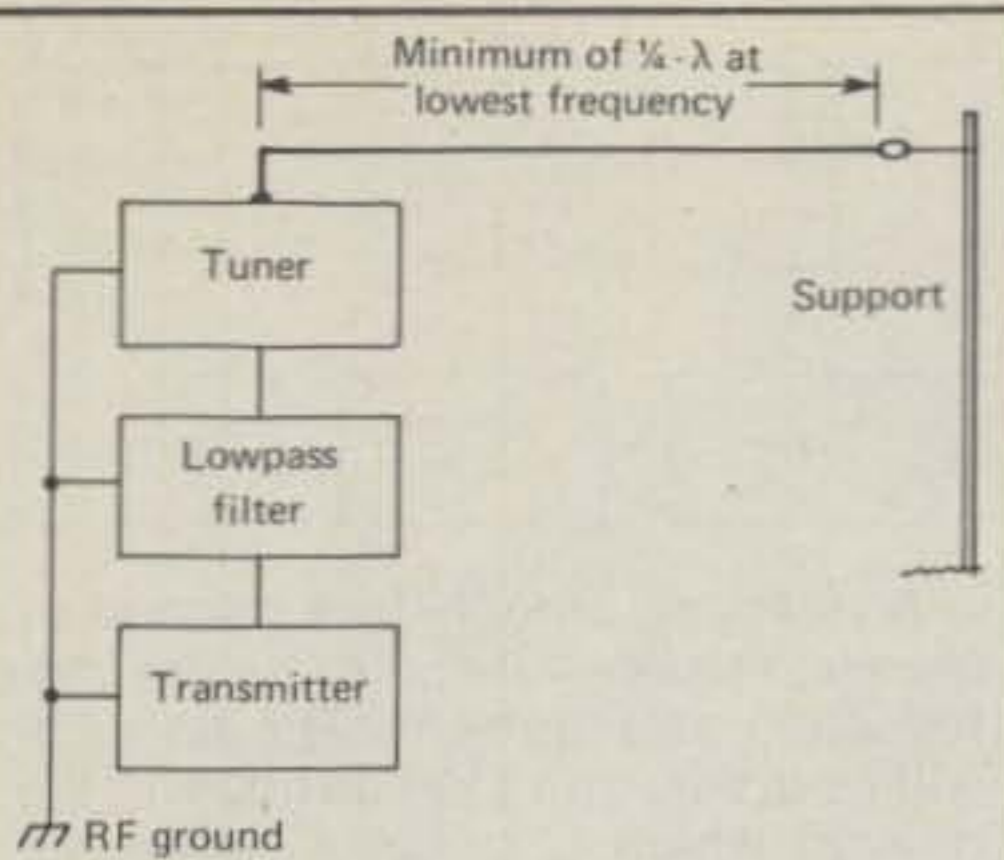 Minimum of ¼·λ at
lowest frequency
Tuner
Support
Lowpass
filter
Transmitter
RF ground